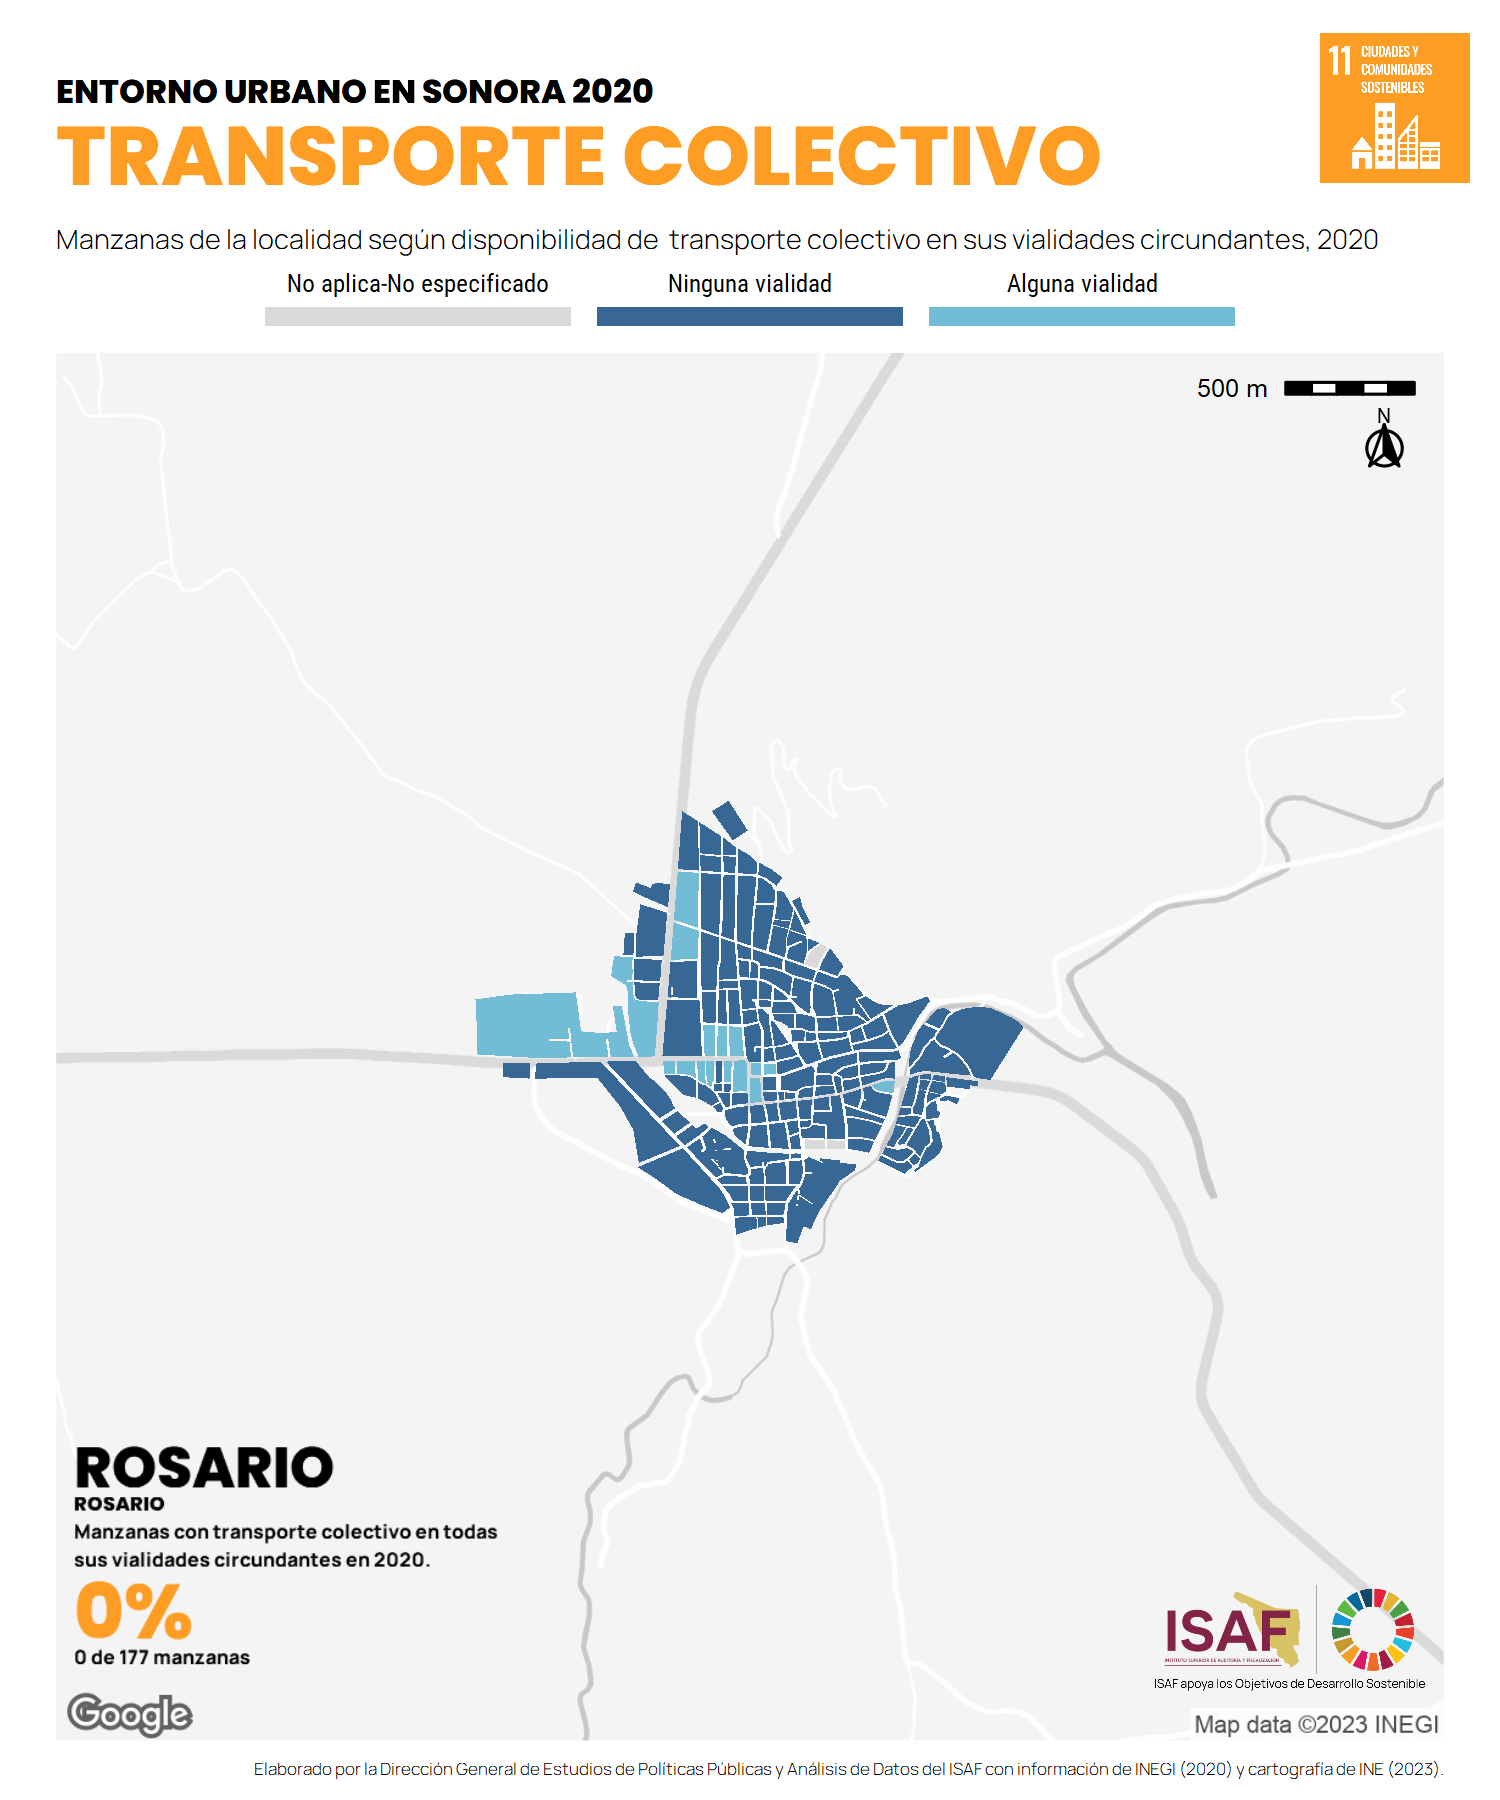 11 CIUDADES Y
COMUNIDADES
SOSTENIBLES
ENTORNO URBANO EN SONORA 2020
TRANSPORTE COLECTIVO
Manzanas de la localidad según disponibilidad de transporte colectivo en sus vialidades circundantes, 2020
No aplica-No especificado
Ninguna vialidad
Alguna vialidad
500 m
N
ROSARIO
ROSARIO
Manzanas con transporte colectivo en todas
sus vialidades circundantes en 2020.
0%
0 de 177 manzanas
Google
ISAF
INSTITUTO SUPERIOR DE AUDITORÍA Y FISCALIZACIÓN
ISAF apoya los Objetivos de Desarrollo Sostenible
Map data ©2023 INEGI
Elaborado por la Dirección General de Estudios de Políticas Públicas y Análisis de Datos del ISAF con información de INEGI (2020) y cartografía de INE (2023).